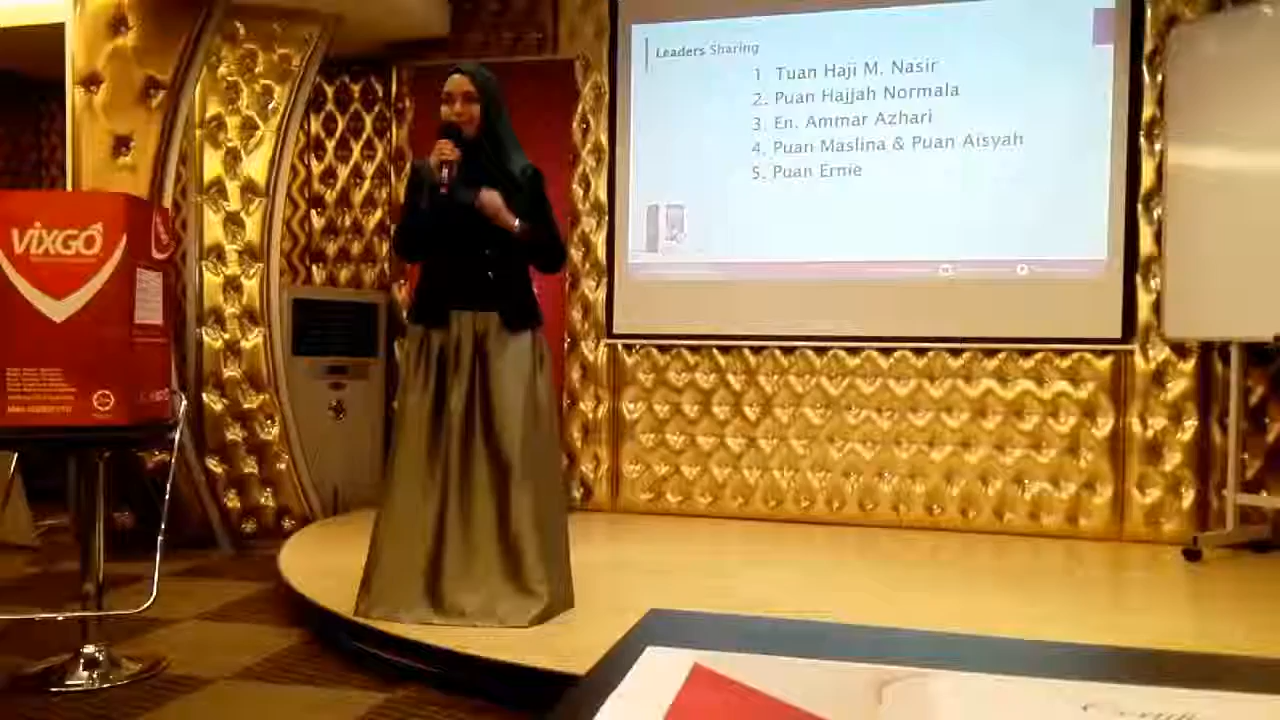 Leaders Sharing
1 Tuan Haji M. Nasir
2. Puan Hajjah Normala
3. En. Ammar Azhari
4. Puan Maslina & Puan Aisyah
5. Puan Ernie
VIXGO